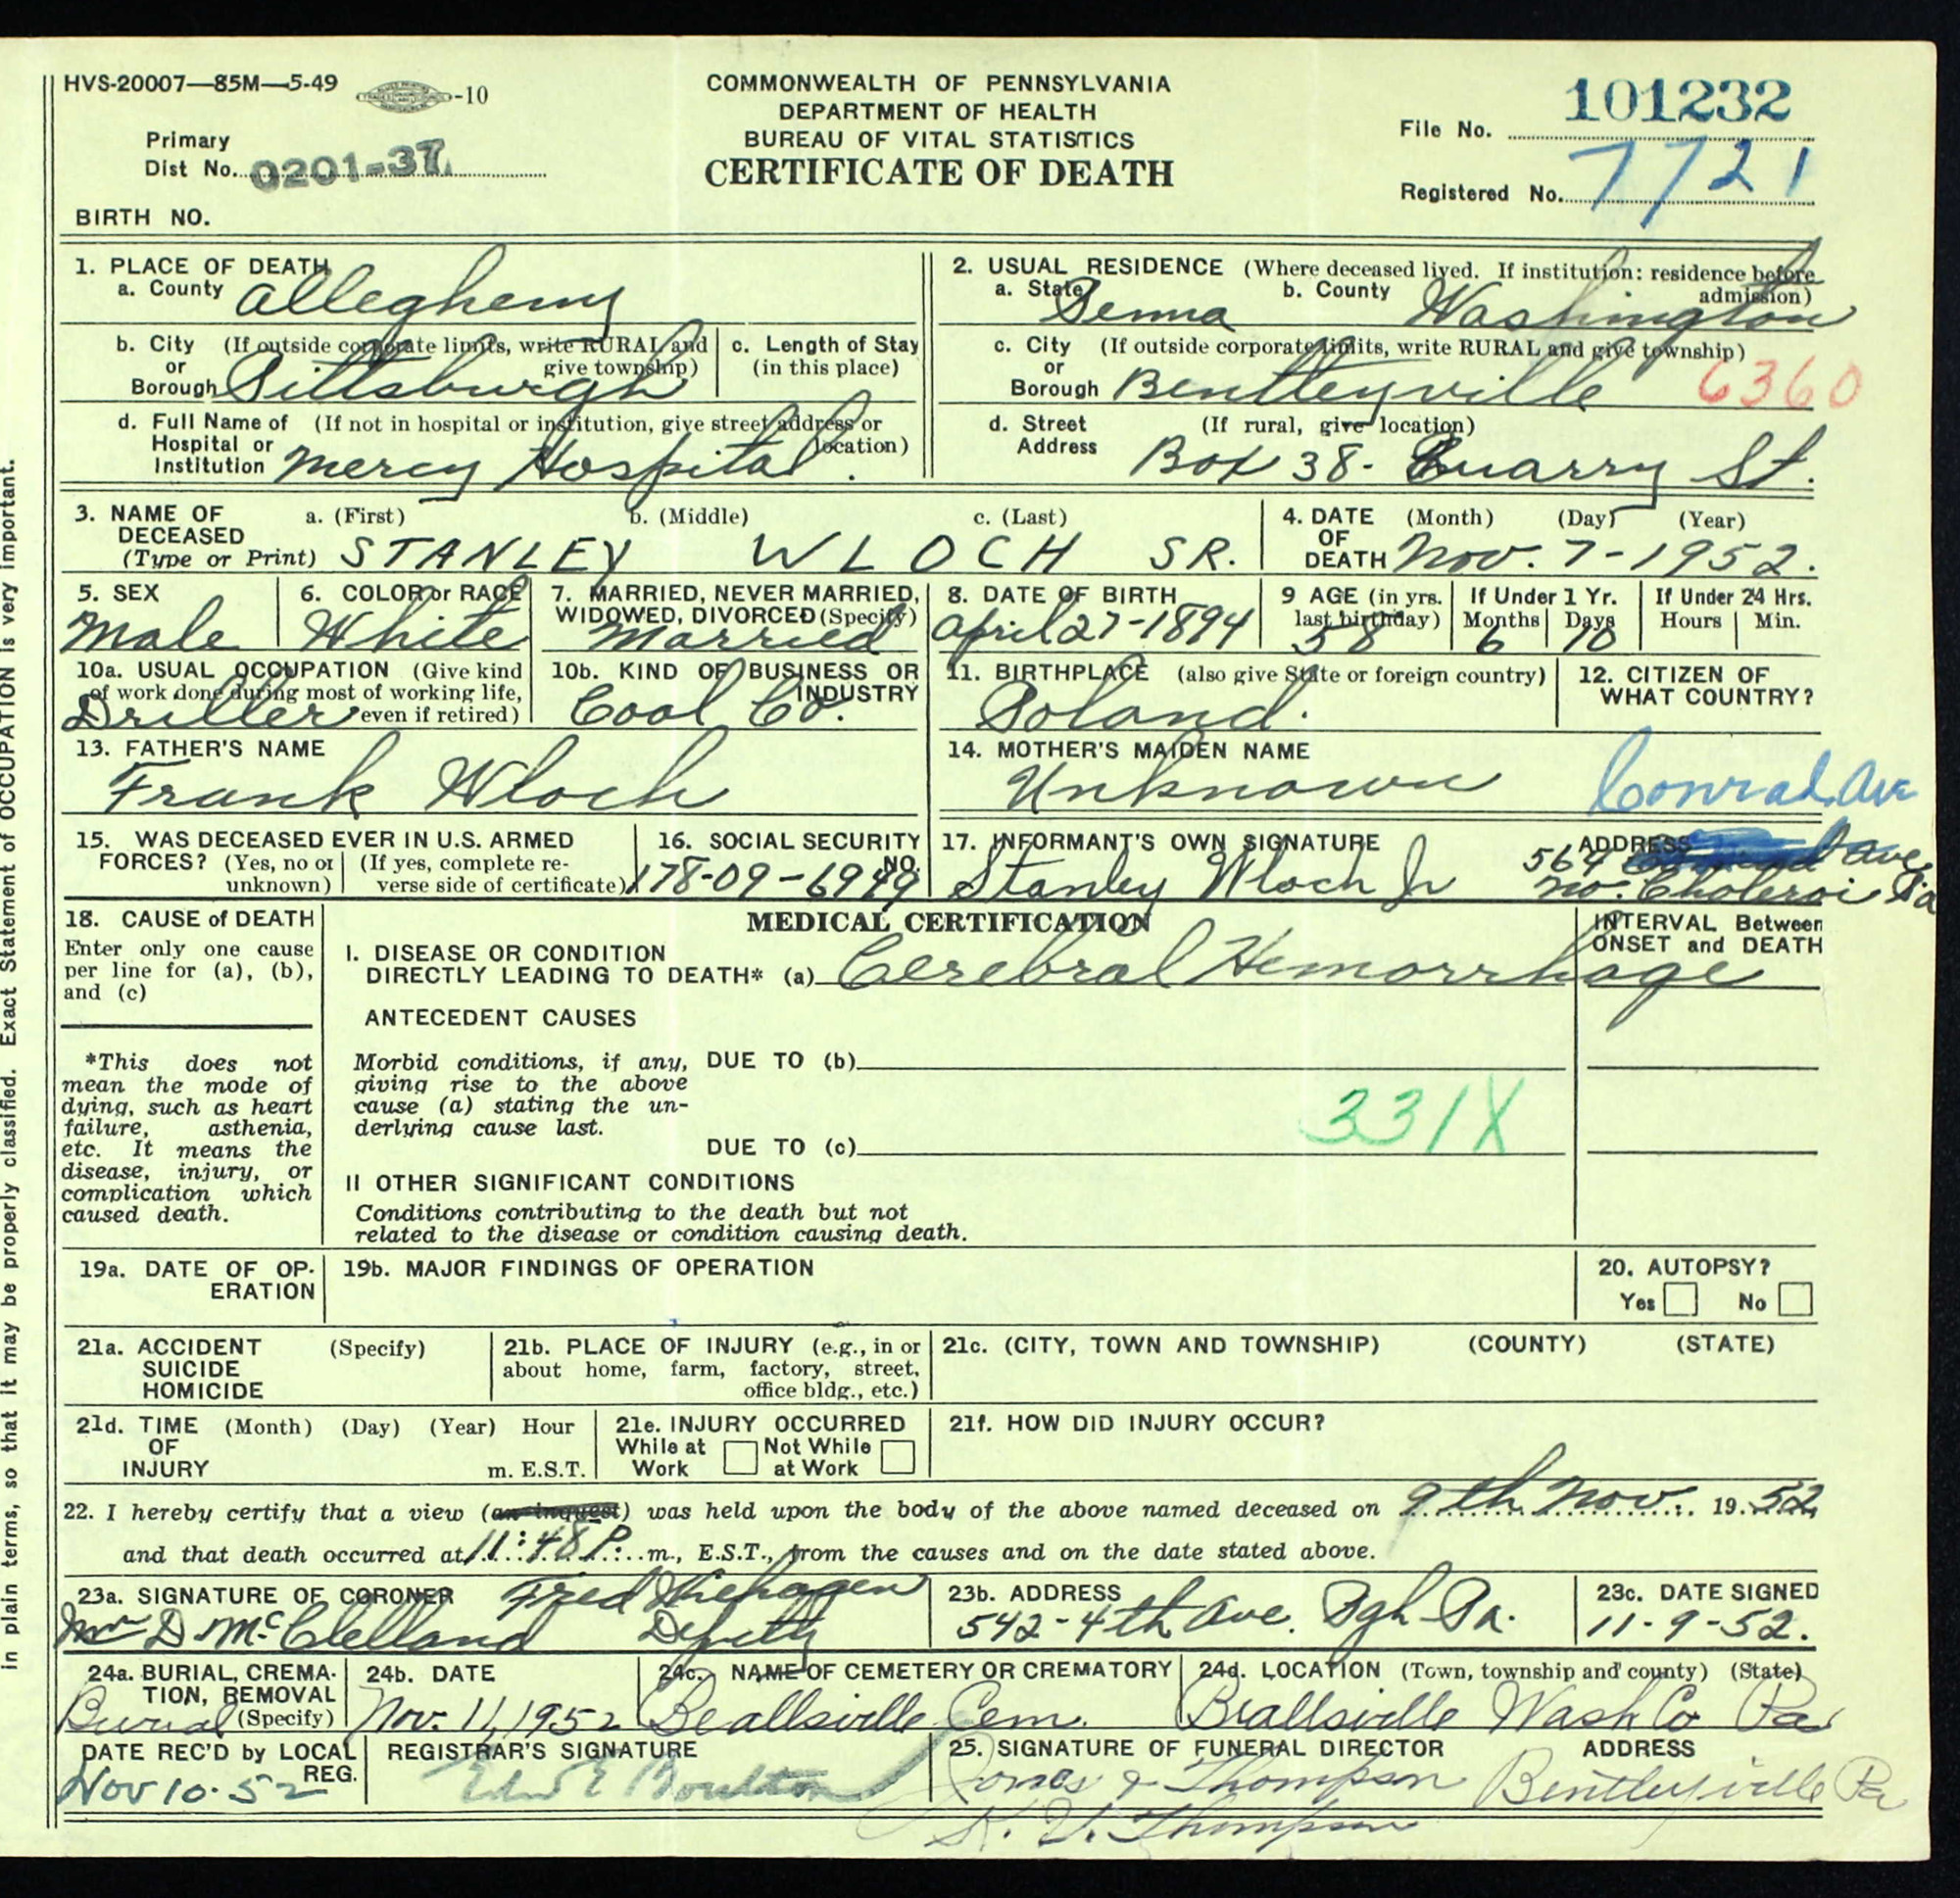 HVS-20007—85M—5-49 -10
COMMONWEALTH OF PENNSYLVANIA
DEPARTMENT OF HEALTH
BUREAU OF VITAL STATISTICS
CERTIFICATE OF DEATH
Primary
Dist No. 0201-37
BIRTH NO.
File No. 101232
Registered No. 7721
1. PLACE OF DEATH
a. County Allegheny
2. USUAL RESIDENCE (Where deceased lived. If institution: residence before admission)
a. State Penna b. County Washington
b. City or Borough (If outside corporate limits, write RURAL and give township) Pittsburgh
c. Length of Stay (in this place)
c. City or Borough (If outside corporate limits, write RURAL and give township) Bentleyville 6360
d. Full Name of Hospital or Institution (If not in hospital or institution, give street address or location) Mercy Hospital.
d. Street Address (If rural, give location) Box 38- Quarry St.
3. NAME OF DECEASED (Type or Print) a. (First) b. (Middle) c. (Last)
STANLEY WLOCH SR.
4. DATE OF DEATH (Month) (Day) (Year) Nov. 7-1952.
5. SEX Male
6. COLOR or RACE White
7. MARRIED, NEVER MARRIED, WIDOWED, DIVORCED (Specify) Married
8. DATE OF BIRTH April 27-1894
9 AGE (in yrs. last birthday) 58
If Under 1 Yr. Months 6 Days 10
If Under 24 Hrs. Hours Min.
10a. USUAL OCCUPATION (Give kind of work done during most of working life, even if retired) Driller
10b. KIND OF BUSINESS OR INDUSTRY Coal Co.
11. BIRTHPLACE (also give State or foreign country) Poland.
12. CITIZEN OF WHAT COUNTRY?
13. FATHER'S NAME
Frank Wloch
14. MOTHER'S MAIDEN NAME
Unknown
Conrad Ave
15. WAS DECEASED EVER IN U.S. ARMED FORCES? (Yes, no or unknown) (If yes, complete reverse side of certificate)
16. SOCIAL SECURITY NO. 178-09-6949
17. INFORMANT'S OWN SIGNATURE Stanley Wloch Jr
ADDRESS 564 Ave.
No. Choleroi Pa
18. CAUSE of DEATH
Enter only one cause per line for (a), (b), and (c)
MEDICAL CERTIFICATION
INTERVAL Between ONSET and DEATH
I. DISEASE OR CONDITION
DIRECTLY LEADING TO DEATH* (a) Cerebral Hemorrhage
ANTECEDENT CAUSES
*This does not mean the mode of dying, such as heart failure, asthenia, etc. It means the disease, injury, or complication which caused death.
Morbid conditions, if any, giving rise to the above cause (a) stating the underlying cause last.
DUE TO (b)
331X
DUE TO (c)
II OTHER SIGNIFICANT CONDITIONS
Conditions contributing to the death but not
related to the disease or condition causing death.
19a. DATE OF OPERATION
19b. MAJOR FINDINGS OF OPERATION
20. AUTOPSY?
Yes No
21a. ACCIDENT SUICIDE HOMICIDE (Specify)
21b. PLACE OF INJURY (e.g., in or about home, farm, factory, street, office bldg., etc.)
21c. (CITY, TOWN AND TOWNSHIP) (COUNTY) (STATE)
21d. TIME OF INJURY (Month) (Day) (Year) Hour m. E.S.T.
21e. INJURY OCCURRED While at Work Not While at Work
21f. HOW DID INJURY OCCUR?
22. I hereby certify that a view (an inquest) was held upon the body of the above named deceased on 9th Nov. 19 52
and that death occurred at 11:48 P. m., E.S.T., from the causes and on the date stated above.
23a. SIGNATURE OF CORONER Fred
Wm D. McClelland Deputy
23b. ADDRESS
542-4th Ave. Pgh-Pa.
23c. DATE SIGNED
11-9-52.
24a. BURIAL, CREMATION, REMOVAL (Specify) Burial
24b. DATE Nov. 11, 1952
24c. NAME OF CEMETERY OR CREMATORY Beallsville Cem.
24d. LOCATION (Town, township and county) (State) Beallsville Wash Co Pa
DATE REC'D by LOCAL REG. Nov 10-52
REGISTRAR'S SIGNATURE
Boulton
25. SIGNATURE OF FUNERAL DIRECTOR ADDRESS
Jones & Thompson Bentleyville Pa
K. V. Thompson
in plain terms, so that it may be properly classified. Exact Statement of OCCUPATION is very important.